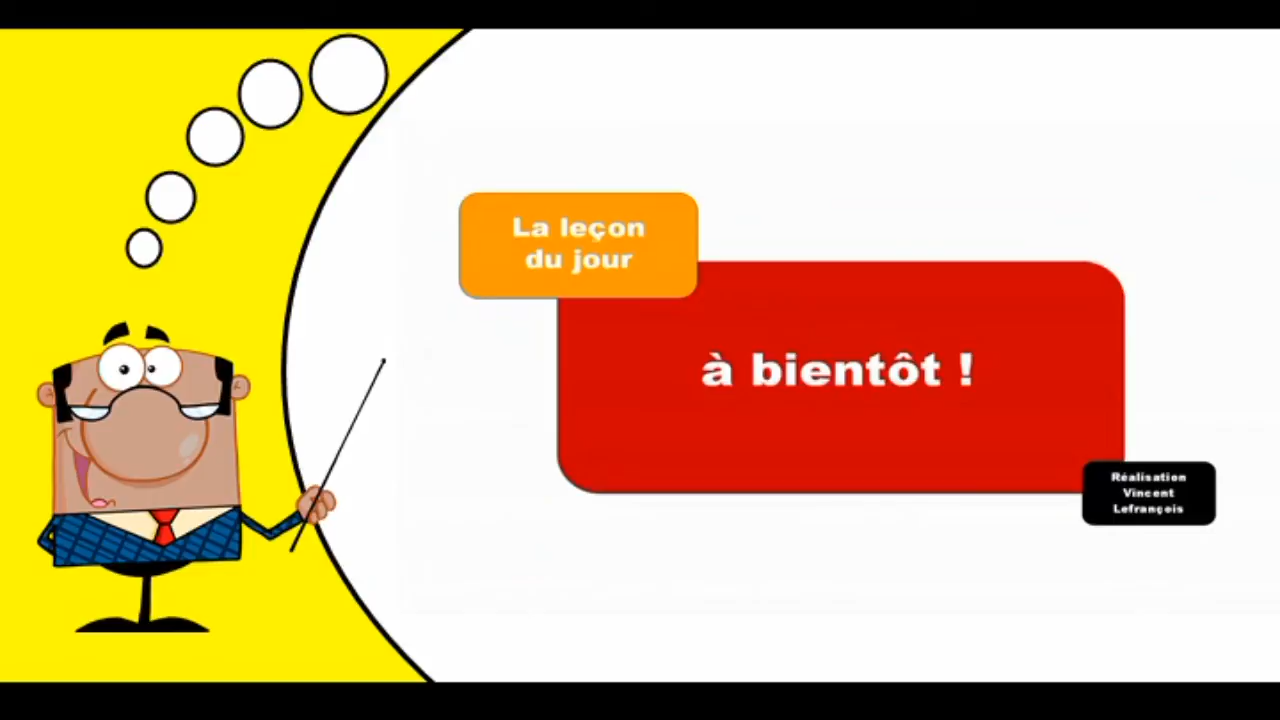 La leçon
du jour
à bientôt !
Réalisation
Vincent
Lefrançois